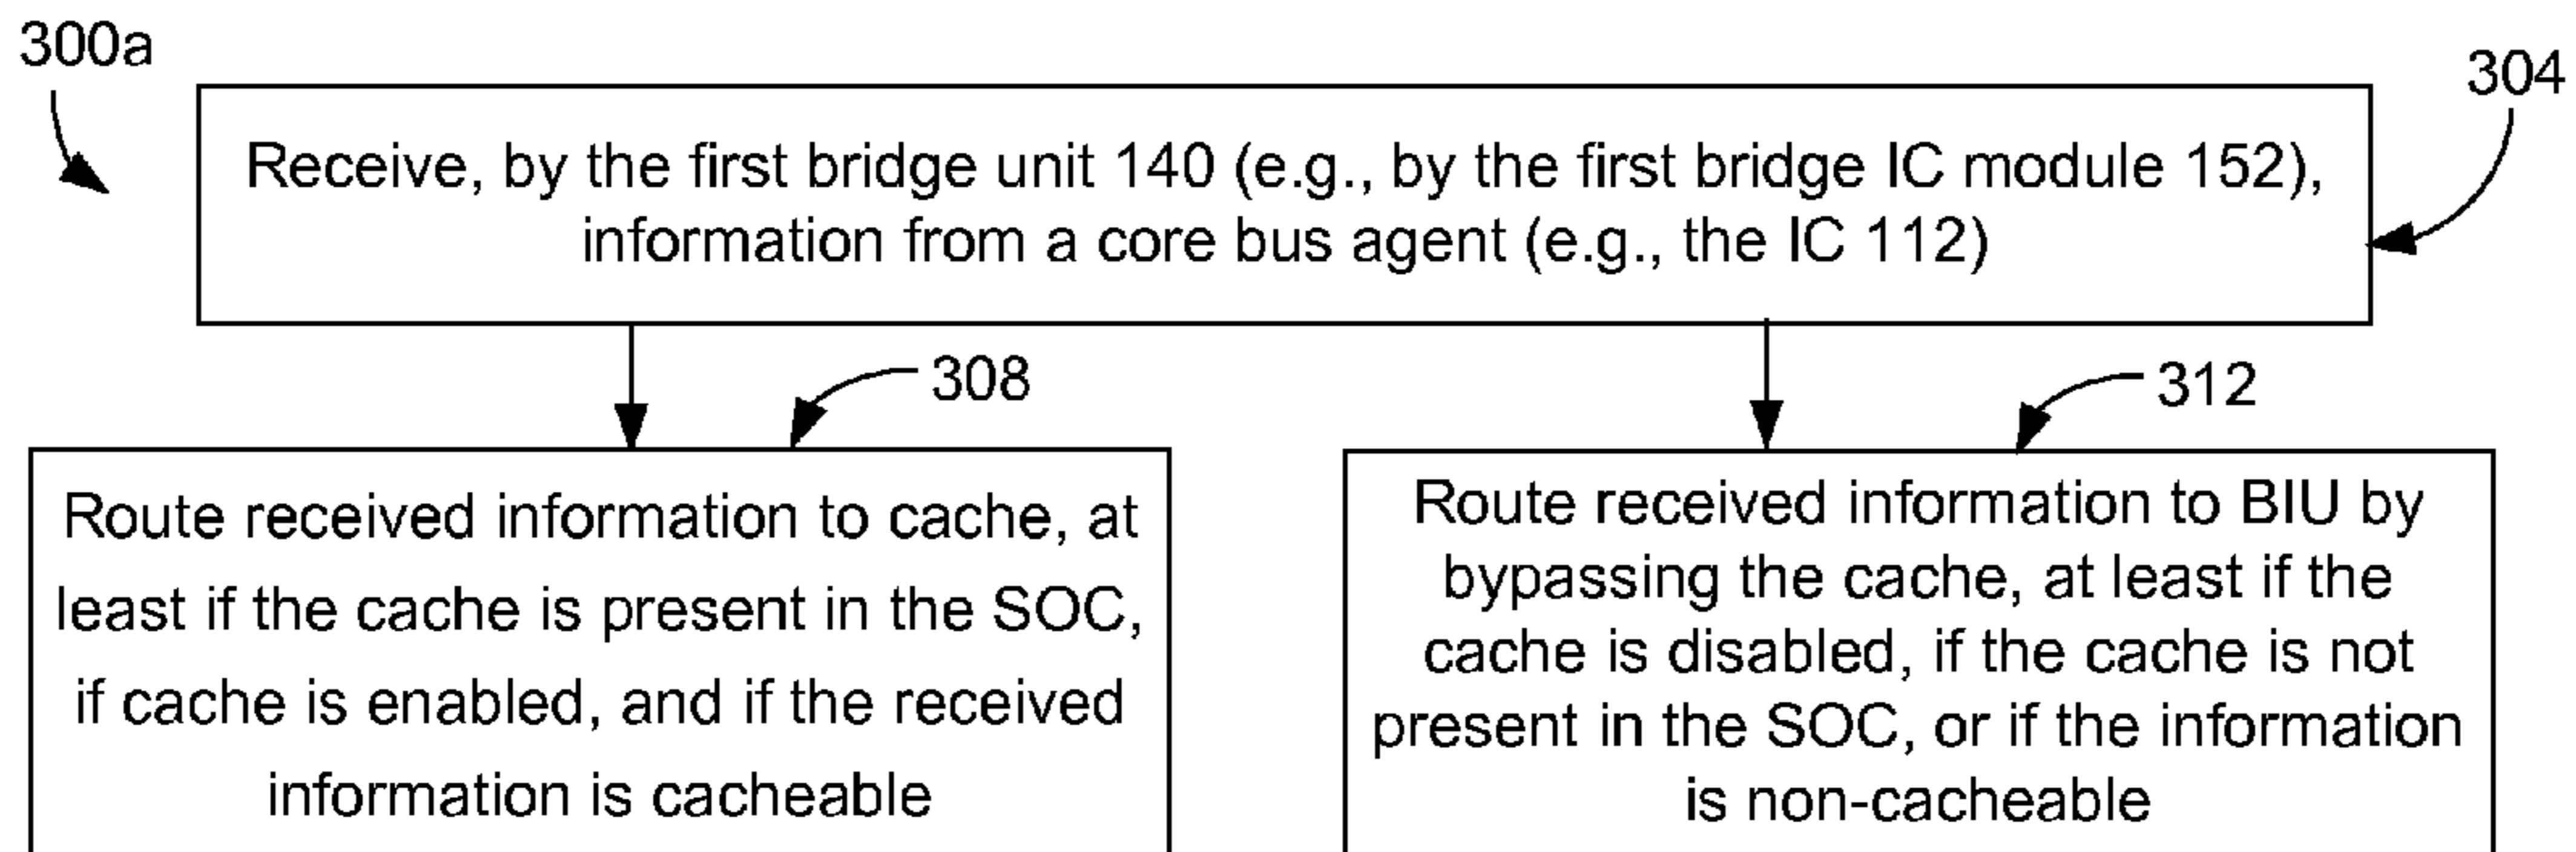 300a
304
Receive, by the first bridge unit 140 (e.g., by the first bridge IC module 152),
information from a core bus agent (e.g., the IC 112)
308
Route received information to cache, at
least if the cache is present in the SOC,
if cache is enabled, and if the received
information is cacheable
312
Route received information to BIU by
bypassing the cache, at least if the
cache is disabled, if the cache is not
present in the SOC, or if the information
is non-cacheable